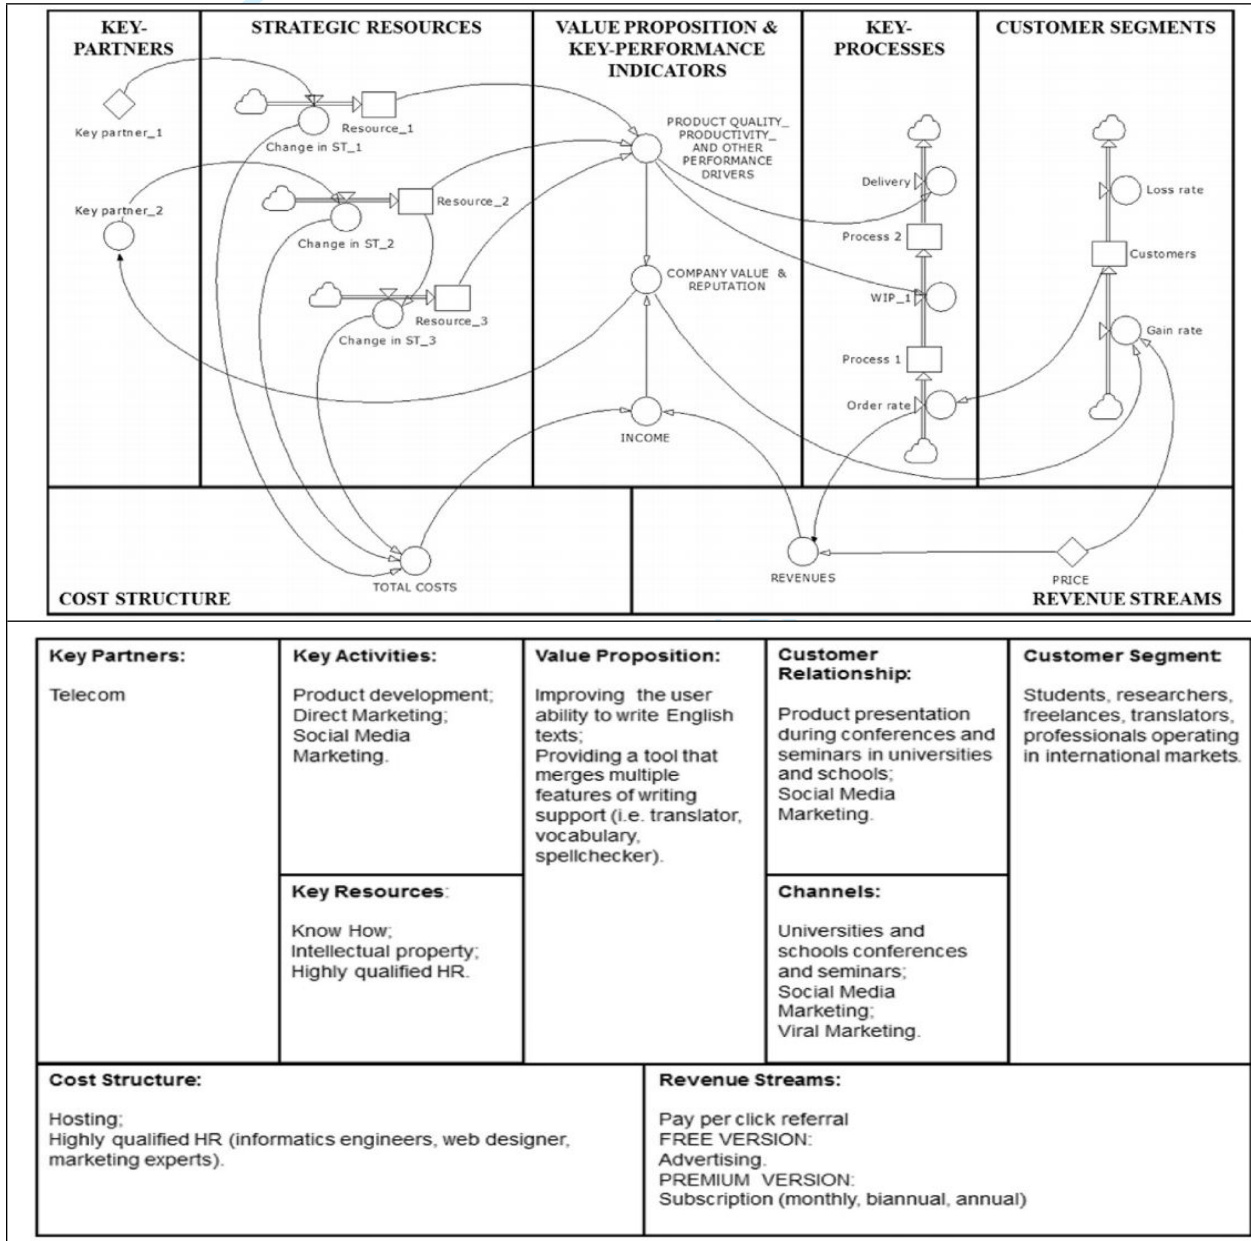 KEY-
PARTNERS
STRATEGIC RESOURCES
VALUE PROPOSITION &
KEY-PERFORMANCE
INDICATORS
KEY-
PROCESSES
CUSTOMER SEGMENTS
Key partner_1
Key partner_2
Resource_1
Change in ST_1
Resource_2
Change in ST_2
Resource_3
Change in ST_3
PRODUCT QUALITY_
PRODUCTIVITY_
AND OTHER
PERFORMANCE
DRIVERS
COMPANY VALUE &
REPUTATION
INCOME
Delivery
Process 2
WIP_1
Process 1
Order rate
Loss rate
Customers
Gain rate
TOTAL COSTS
COST STRUCTURE
REVENUES
PRICE
REVENUE STREAMS
Key Partners:
Telecom
Key Activities:
Product development;
Direct Marketing;
Social Media
Marketing.
Key Resources:
Know How;
Intellectual property;
Highly qualified HR.
Value Proposition:
Improving the user
ability to write English
texts;
Providing a tool that
merges multiple
features of writing
support (i.e. translator,
vocabulary,
spellchecker).
Customer
Relationship:
Product presentation
during conferences and
seminars in universities
and schools;
Social Media
Marketing.
Channels:
Universities and
schools conferences
and seminars;
Social Media
Marketing;
Viral Marketing.
Customer Segment:
Students, researchers,
freelances, translators,
professionals operating
in international markets.
Cost Structure:
Hosting;
Highly qualified HR (informatics engineers, web designer,
marketing experts).
Revenue Streams:
Pay per click referral
FREE VERSION:
Advertising.
PREMIUM VERSION:
Subscription (monthly, biannual, annual)